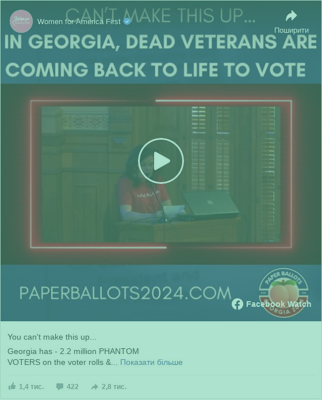 CAN'T MAKE THIS UP...
Women for America First
Поширити
IN GEORGIA, DEAD VETERANS ARE
COMING BACK TO LIFE TO VOTE
PAPERBALLOTS2024.COM
PAPER BALLOTS
GEORGIA 2024
Facebook Watch
You can't make this up...
Georgia has - 2.2 million PHANTOM
VOTERS on the voter rolls &... Показати більше
1,4 тис. 422 2,8 тис.